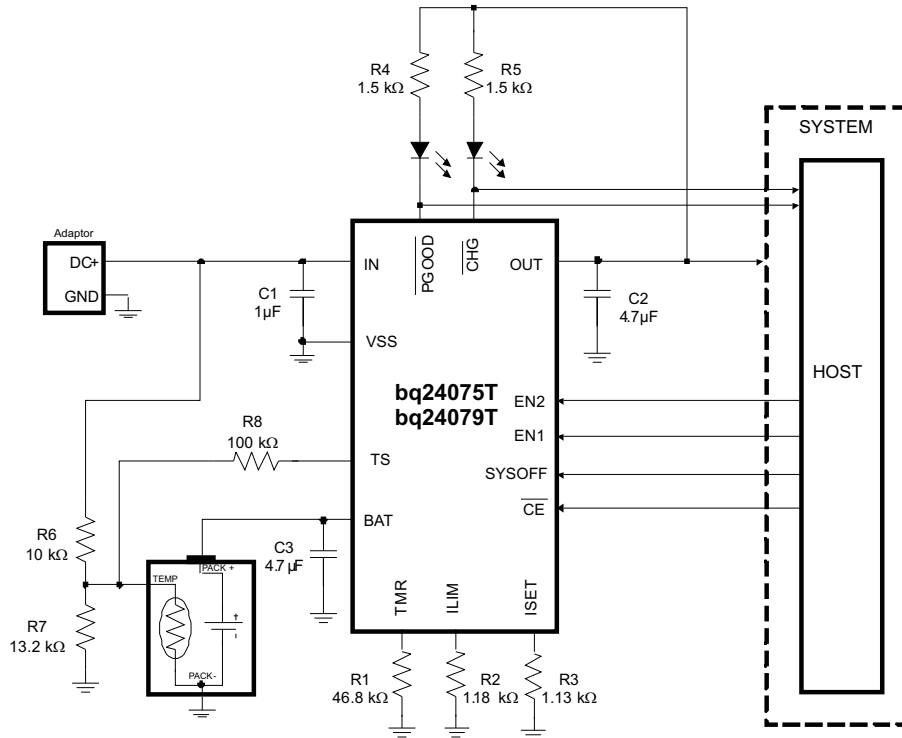 R4
1.5 kΩ
R5
1.5 kΩ
SYSTEM
Adaptor
DC+
GND
IN
PGOOD
CHG
OUT
C1
1µF
C2
4.7µF
VSS
HOST
bq24075T
bq24079T
EN2
EN1
R8
100 kΩ
TS
SYSOFF
CE
BAT
R6
10 kΩ
C3
4.7 µF
PACK +
TEMP
+
-
R7
13.2 kΩ
PACK-
TMR
ILIM
ISET
R1
46.8 kΩ
R2
1.18 kΩ
R3
1.13 kΩ